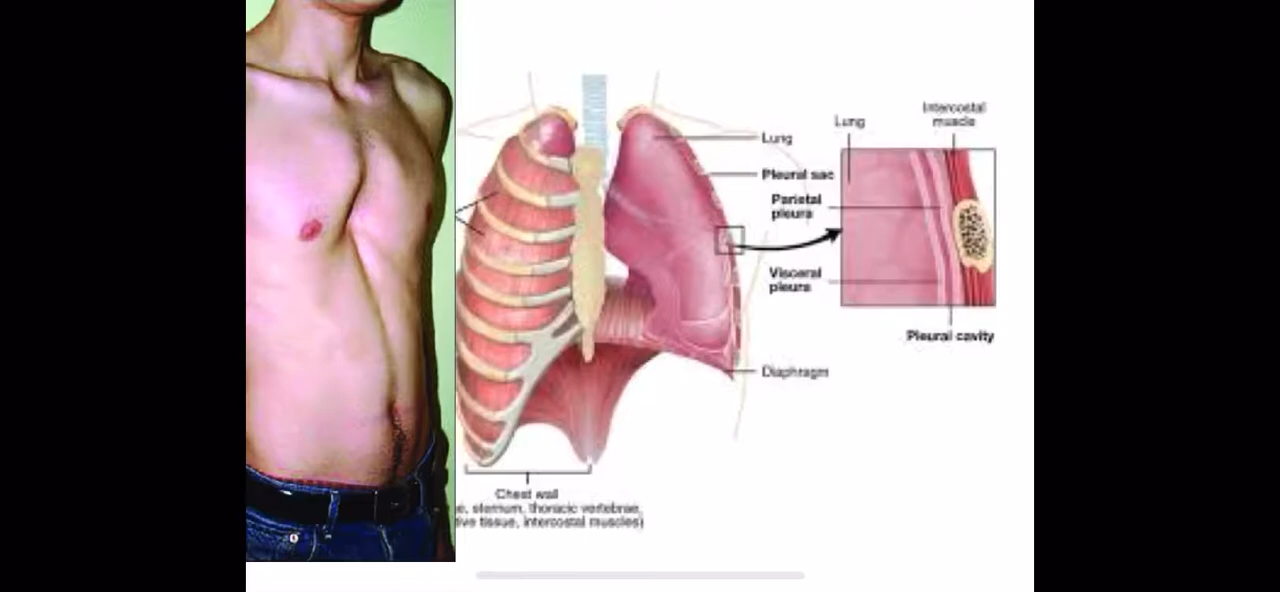 Lung
Intercostal
muscle
Lung
Pleural sac
Parietal
pleura
Visceral
pleura
Pleural cavity
Diaphragm
Chest wall
sternum, thoracic vertebrae,
tissue, intercostal muscles)